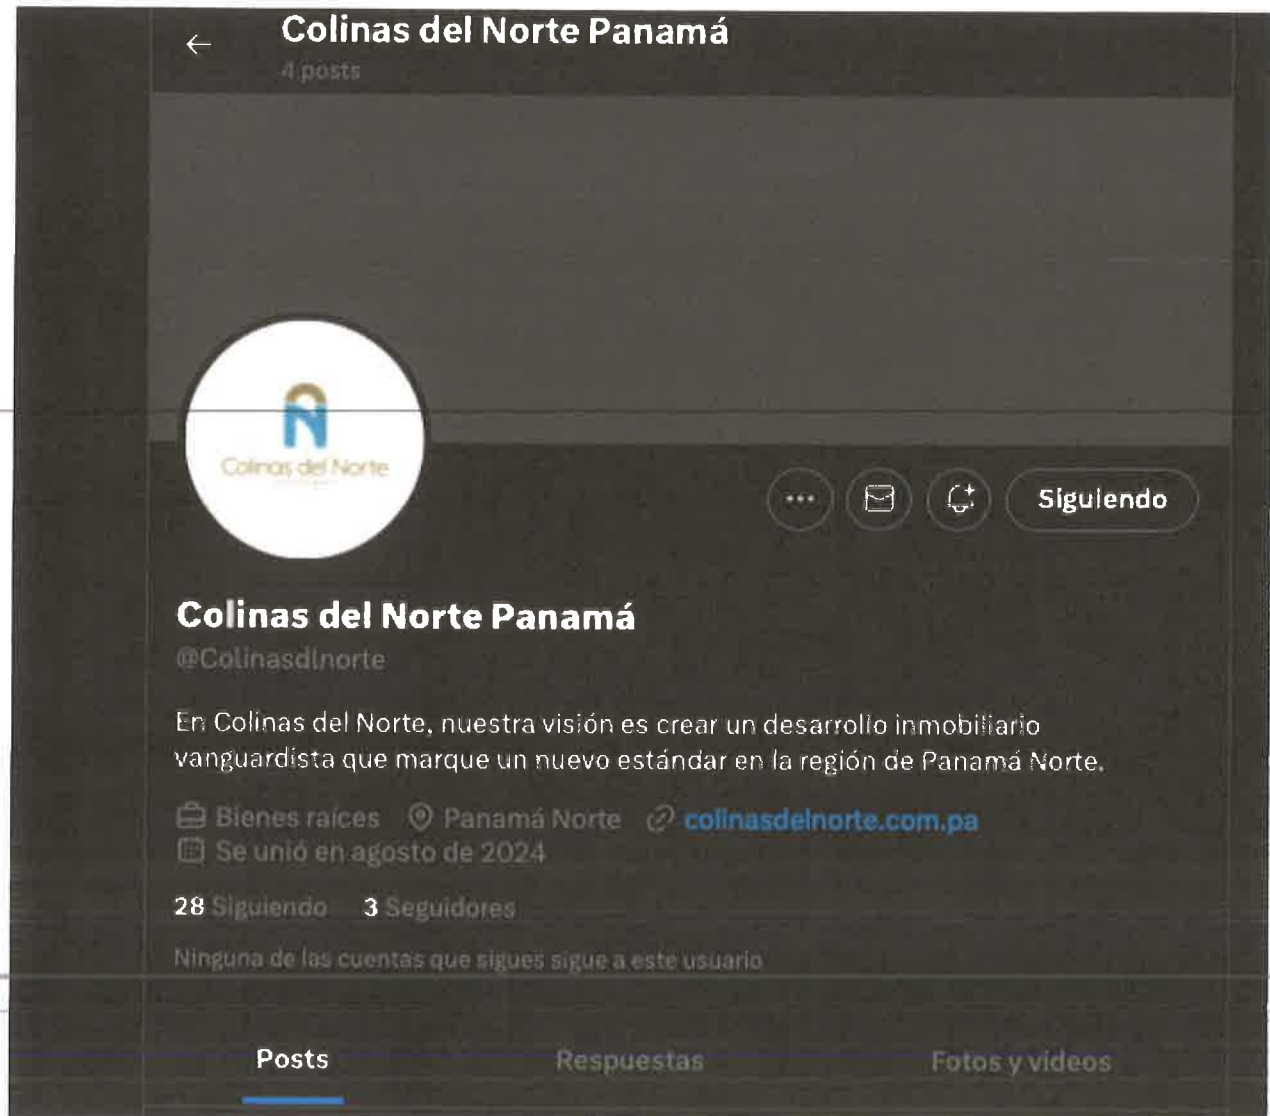 Colinas del Norte Panamá
4 posts
Colinas del Norte
Siguiendo
Colinas del Norte Panamá
@Colinasdlnorte
En Colinas del Norte, nuestra visión es crear un desarrollo inmobiliario
vanguardista que marque un nuevo estándar en la región de Panamá Norte.
Bienes raíces Panamá Norte colinasdelnorte.com.pa
Se unió en agosto de 2024
28 Siguiendo 3 Seguidores
Ninguna de las cuentas que sigues sigue a este usuario
Posts Respuestas Fotos y videos